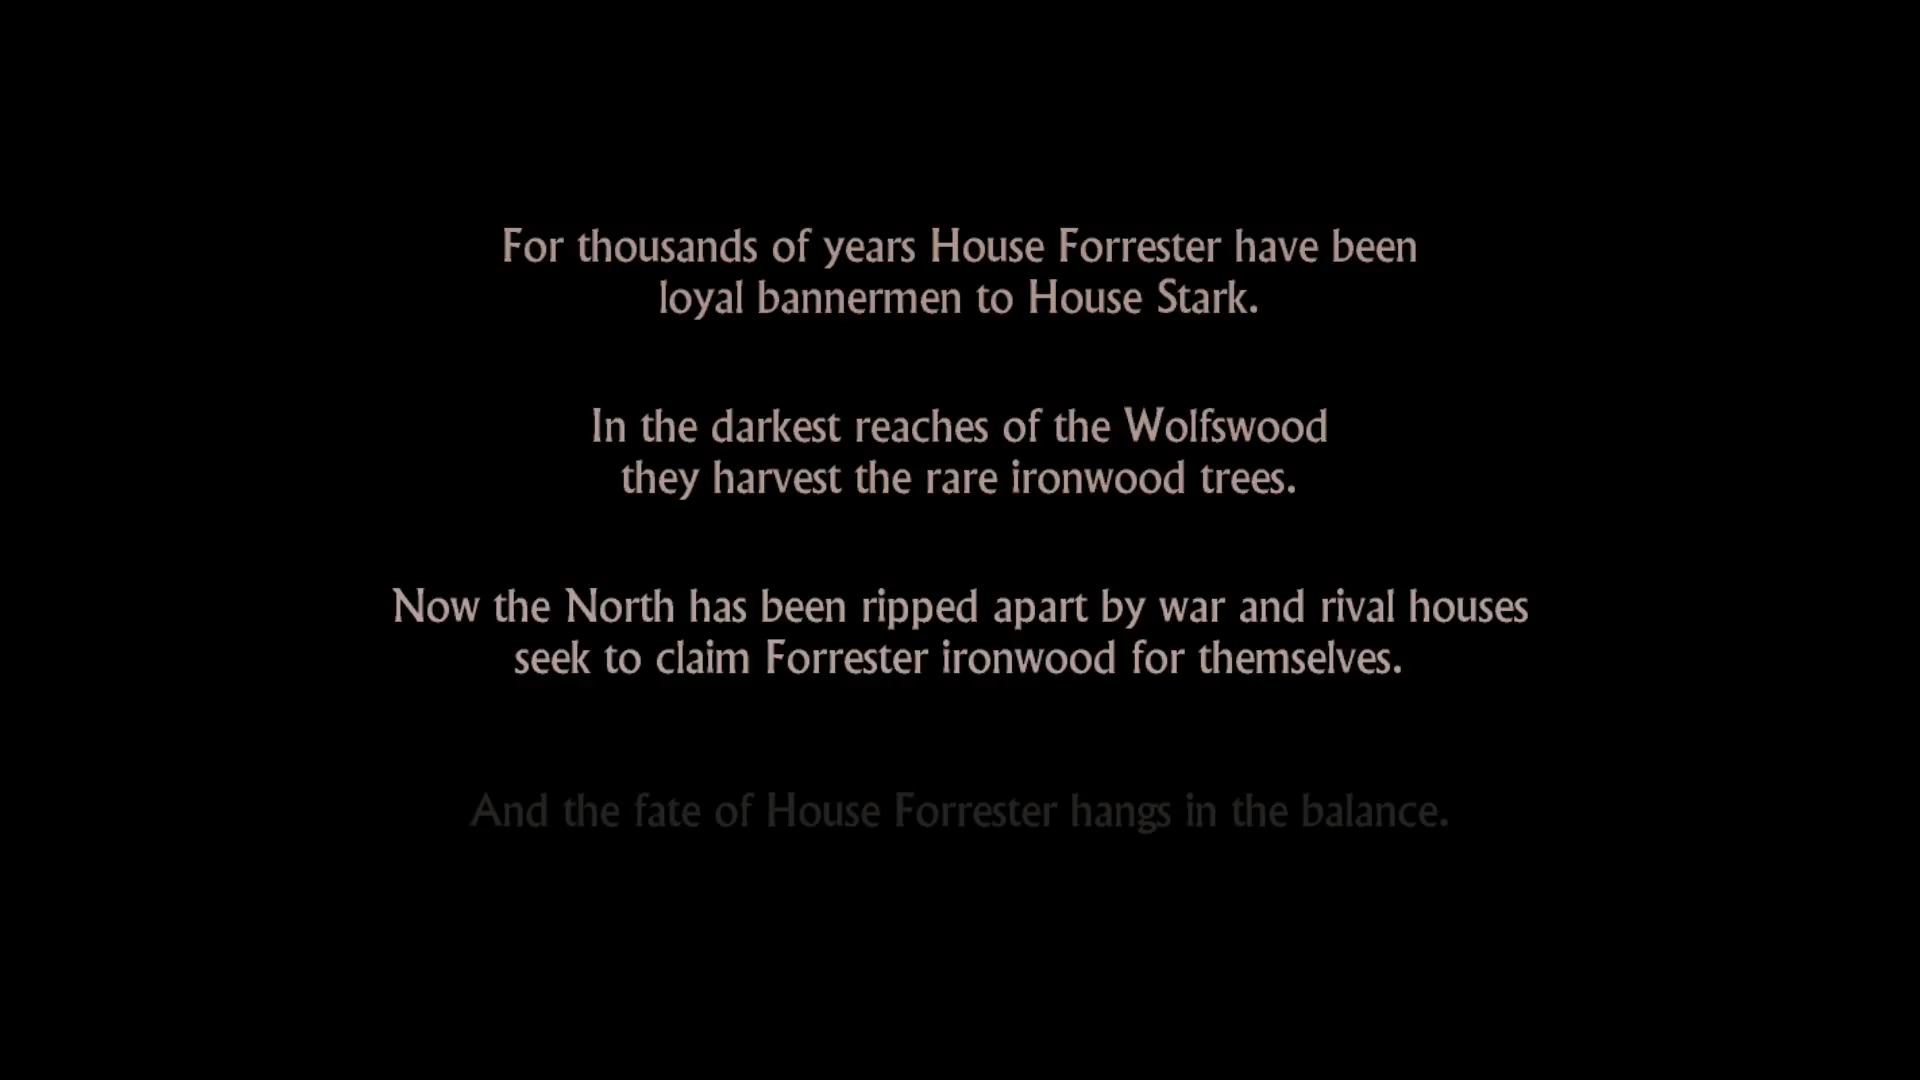 For thousands of years House Forrester have been
loyal bannermen to House Stark.
In the darkest reaches of the Wolfswood
they harvest the rare ironwood trees.
Now the North has been ripped apart by war and rival houses
seek to claim Forrester ironwood for themselves.
And the fate of House Forrester hangs in the balance.